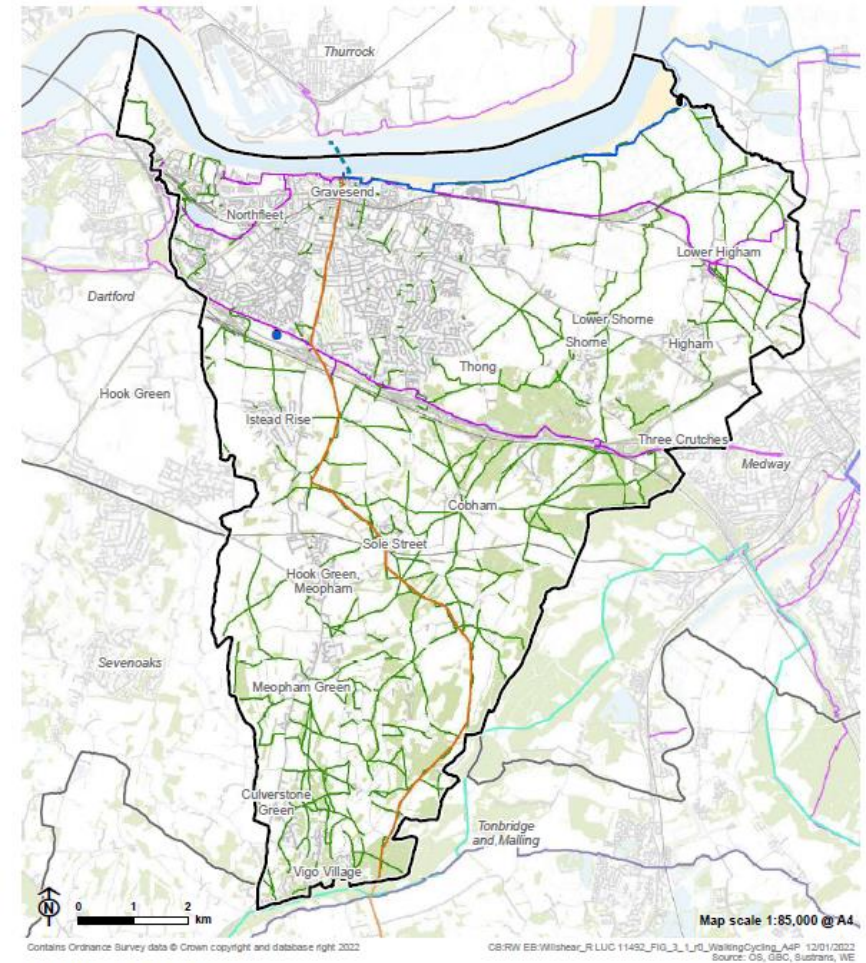 Thurrock
Gravesend
Northfleet
Lower Higham
Dartford
Lower Shorne
Shorne
Higham
Thong
Hook Green
Istead Rise
Three Crutches
Medway
Cobham
Sole Street
Hook Green,
Meopham
Sevenoaks
Meopham Green
Culverstone
Green
Tonbridge
and Malling
Vigo Village
N
0 1 2
km
Map scale 1:85,000 @ A4
Contains Ordnance Survey data © Crown copyright and database right 2022
CB:RW EB:Wilshear_R LUC 11492_FIG_3_1_r0_WalkingCycling_A4P 12/01/2022
Source: OS, GBC, Sustrans, WE